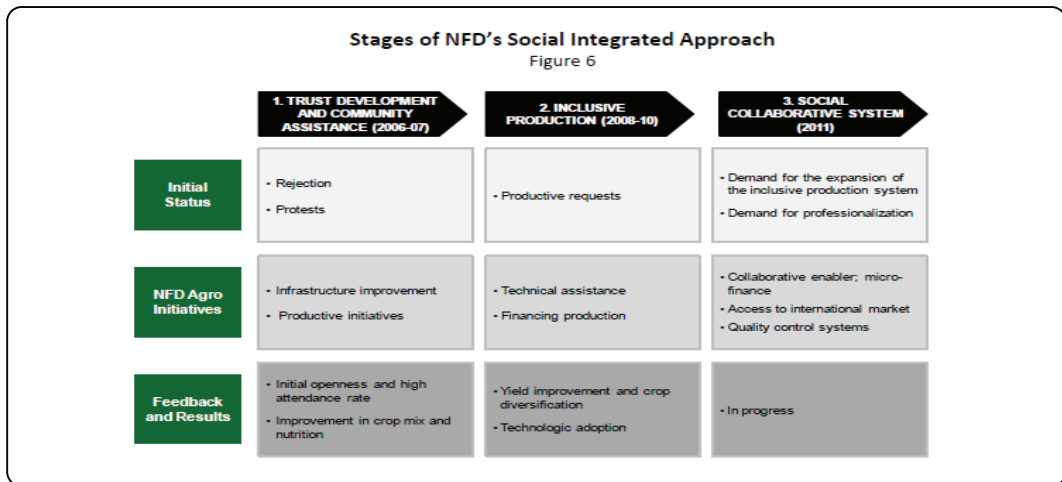 Stages of NFD's Social Integrated Approach
Figure 6
1. TRUST DEVELOPMENT
AND COMMUNITY
ASSISTANCE (2006-07)
2. INCLUSIVE
PRODUCTION (2008-10)
3. SOCIAL
COLLABORATIVE SYSTEM
(2011)
Initial
Status
• Rejection
• Protests
• Productive requests
• Demand for the expansion of
the inclusive production system
• Demand for professionalization
NFD Agro
Initiatives
• Infrastructure improvement
• Productive initiatives
• Technical assistance
• Financing production
• Collaborative enabler; micro-
finance
• Access to international market
• Quality control systems
Feedback
and Results
• Initial openness and high
attendance rate
• Improvement in crop mix and
nutrition
• Yield improvement and crop
diversification
• Technologic adoption
• In progress